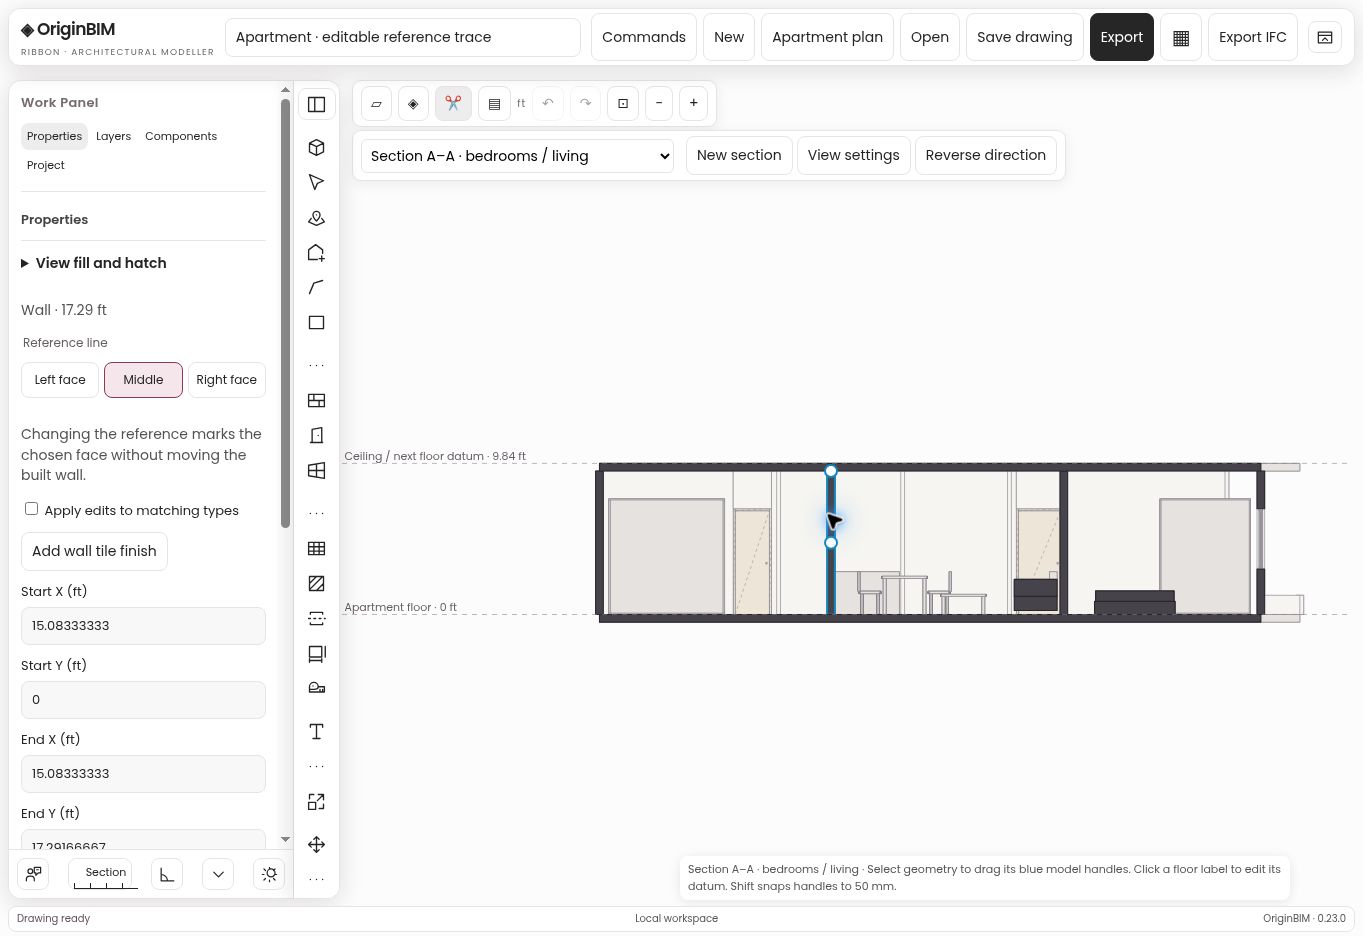 ◈ OriginBIM
RIBBON · ARCHITECTURAL MODELLER
Apartment · editable reference trace
Commands
New
Apartment plan
Open
Save drawing
Export
Export IFC
Work Panel
Properties
Layers
Components
Project
Properties
View fill and hatch
Wall · 17.29 ft
Reference line
Left face
Middle
Right face
Changing the reference marks the
chosen face without moving the
built wall.
Apply edits to matching types
Add wall tile finish
Start X (ft)
15.08333333
Start Y (ft)
0
End X (ft)
15.08333333
End Y (ft)
17.29166667
Section
ft
Section A–A · bedrooms / living
New section
View settings
Reverse direction
Ceiling / next floor datum · 9.84 ft
Apartment floor · 0 ft
Section A–A · bedrooms / living · Select geometry to drag its blue model handles. Click a floor label to edit its
datum. Shift snaps handles to 50 mm.
Drawing ready
Local workspace
OriginBIM · 0.23.0